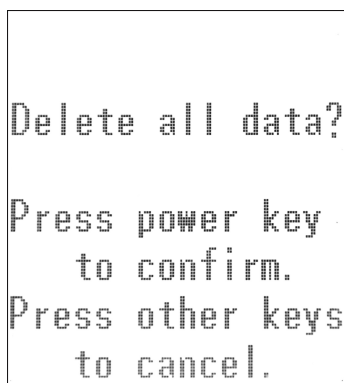 Delete all data?
Press power key
to confirm.
Press other keys
to cancel.